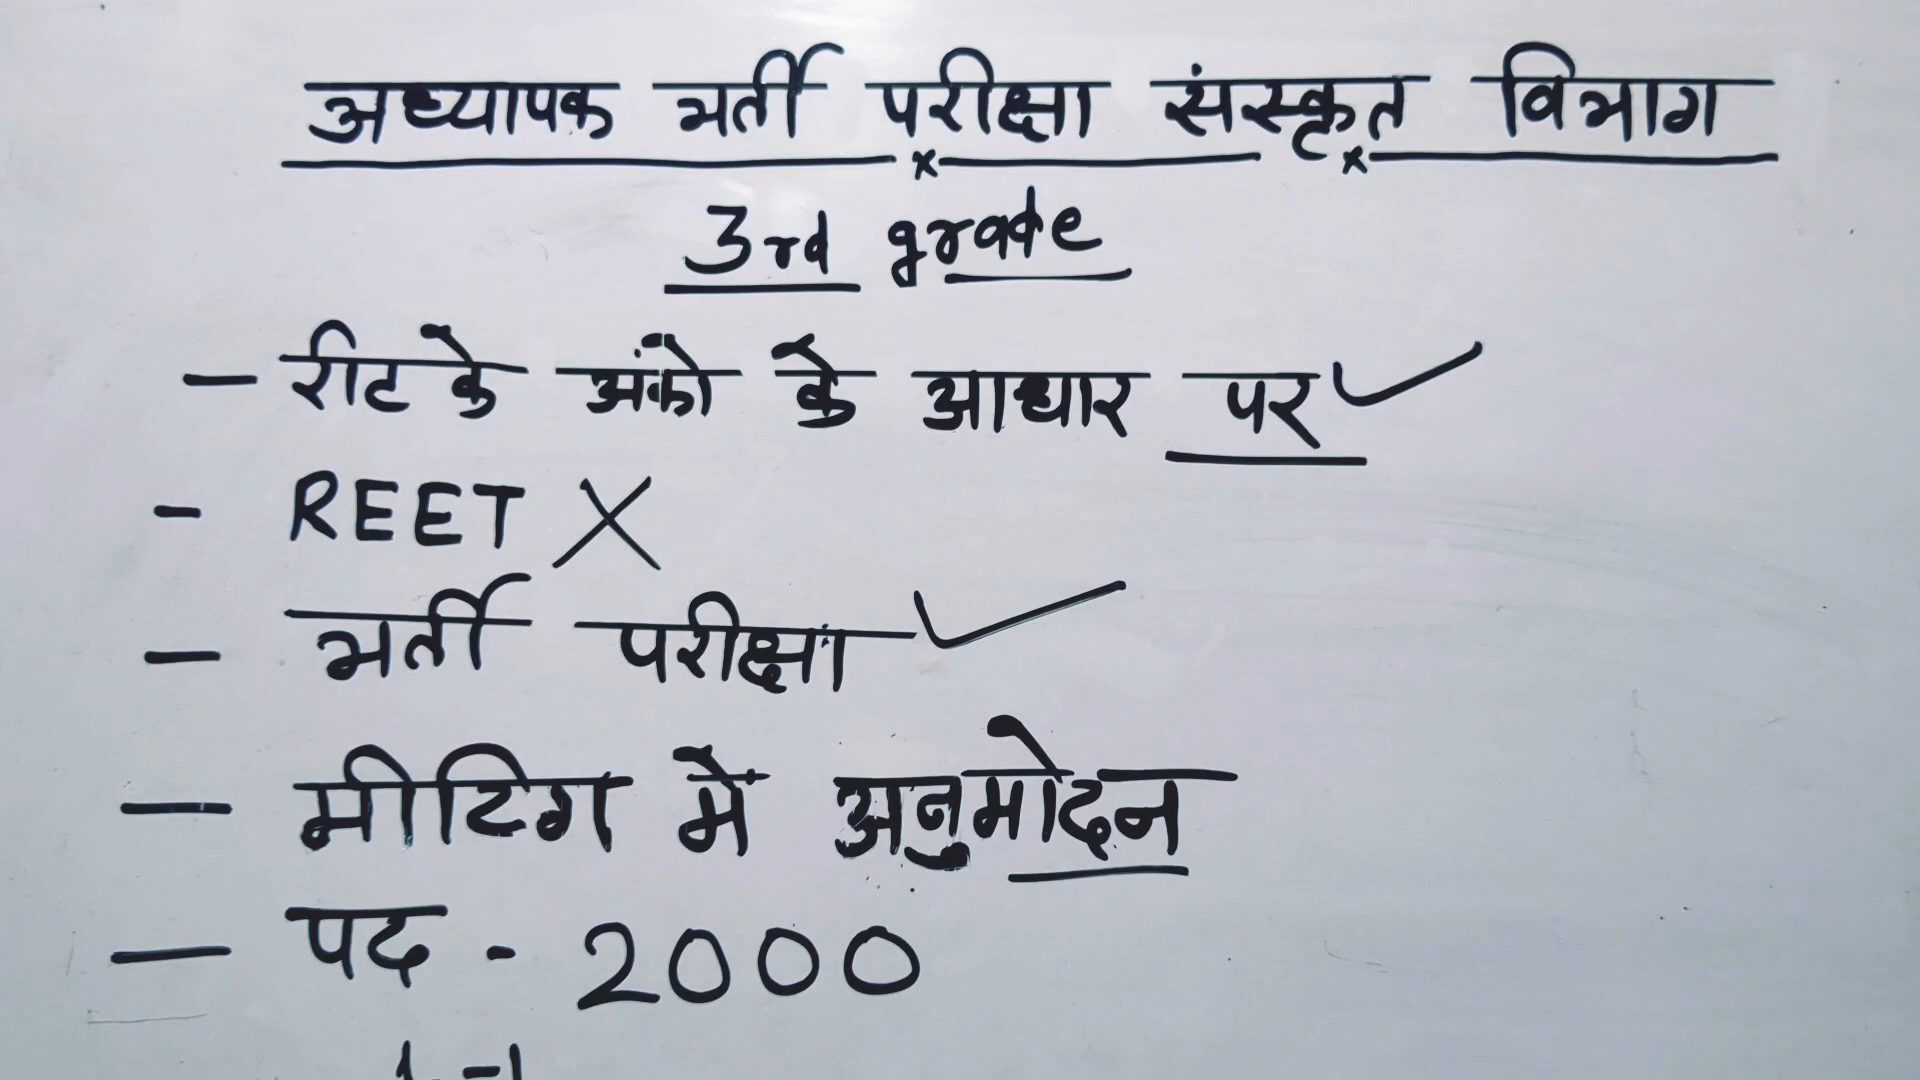 अध्यापक भर्ती परीक्षा संस्कृत विभाग
3rd grade
- रीट के अंको के आधार पर ✓
- REET X
- भर्ती परीक्षा ✓
- मीटिग में अनुमोदन
- पद - 2000